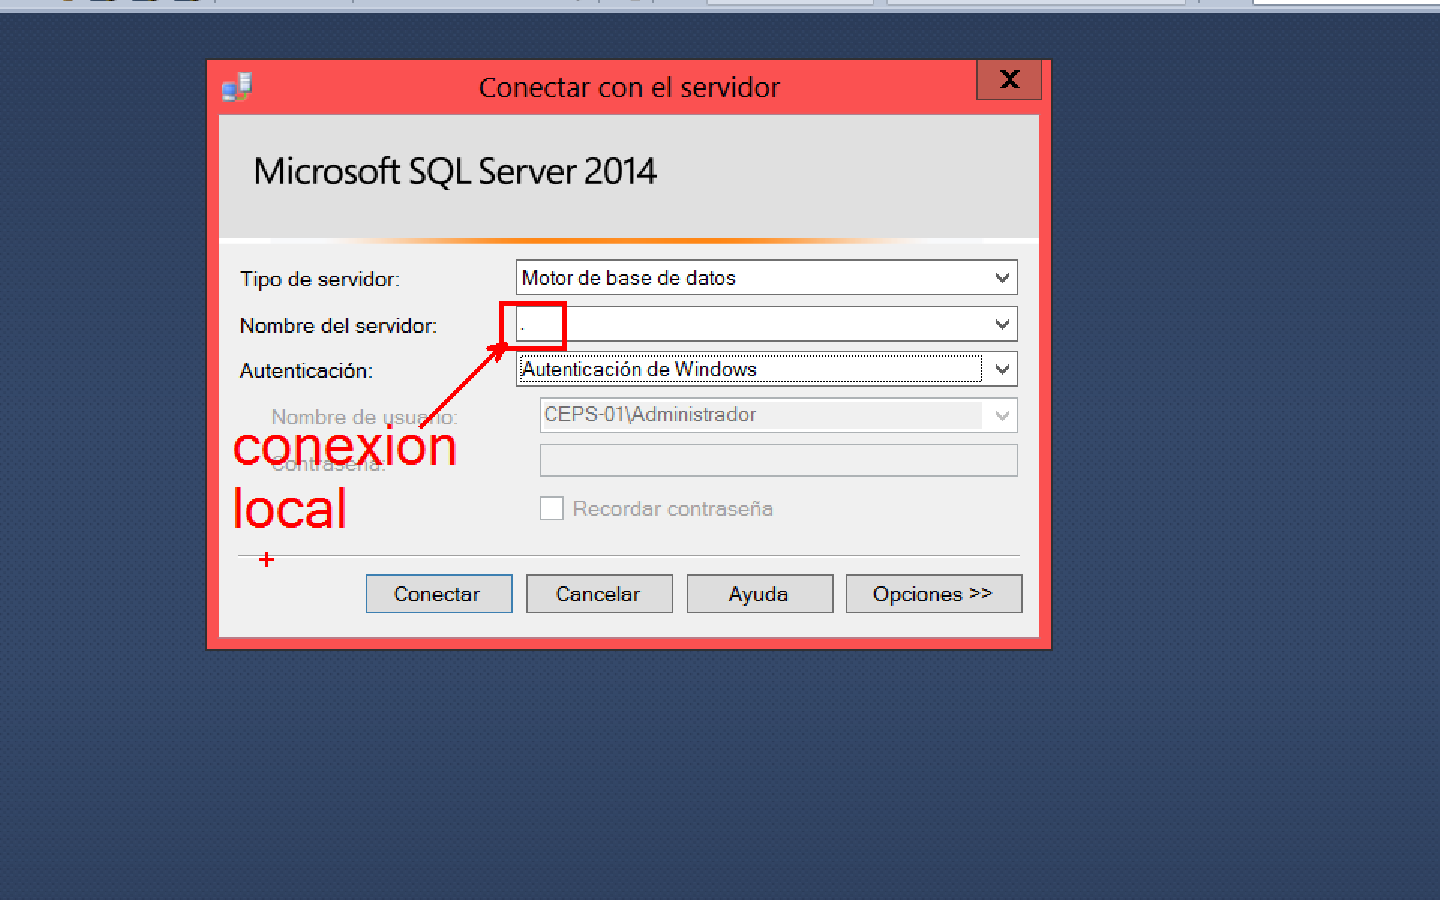 Conectar con el servidor
X
Microsoft SQL Server 2014
Tipo de servidor: Motor de base de datos
Nombre del servidor: .
Autenticación: Autenticación de Windows
Nombre de usuario: CEPS-01\Administrador
conexion
Contraseña:
local
Recordar contraseña
Conectar Cancelar Ayuda Opciones >>